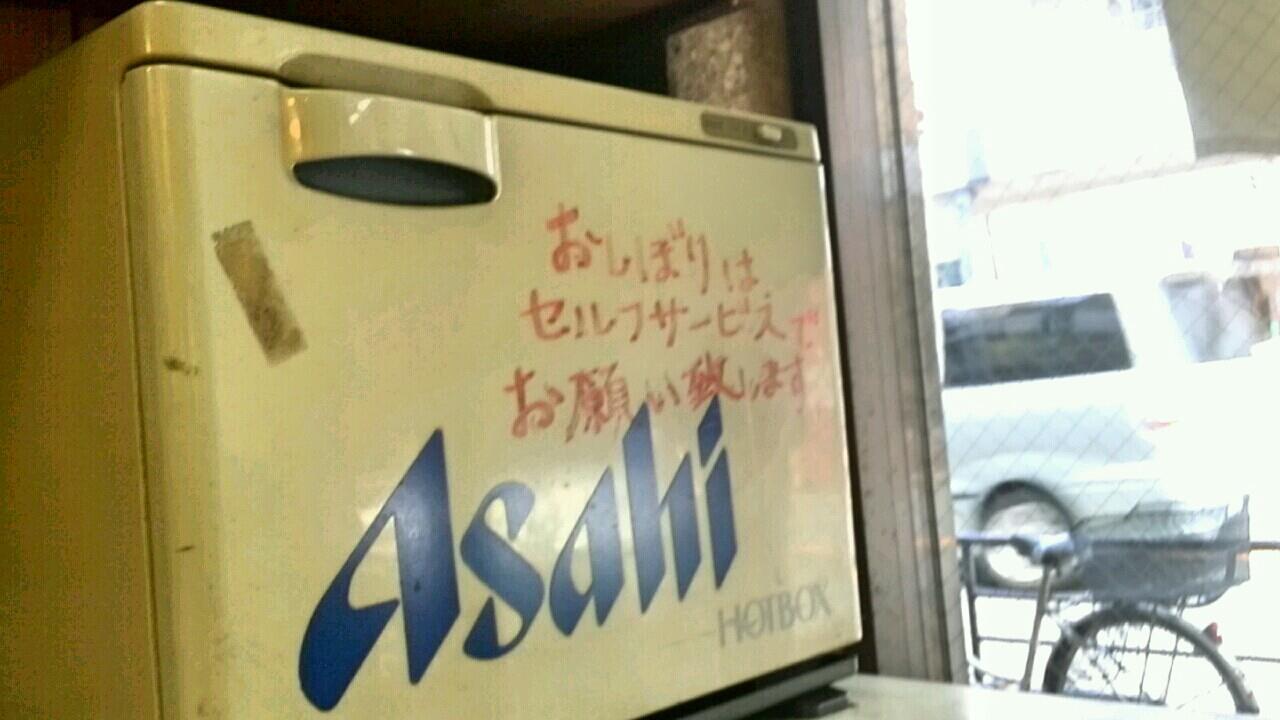 おしぼりは
セルフサービスで
お願い致します
Asahi
HOTBOX